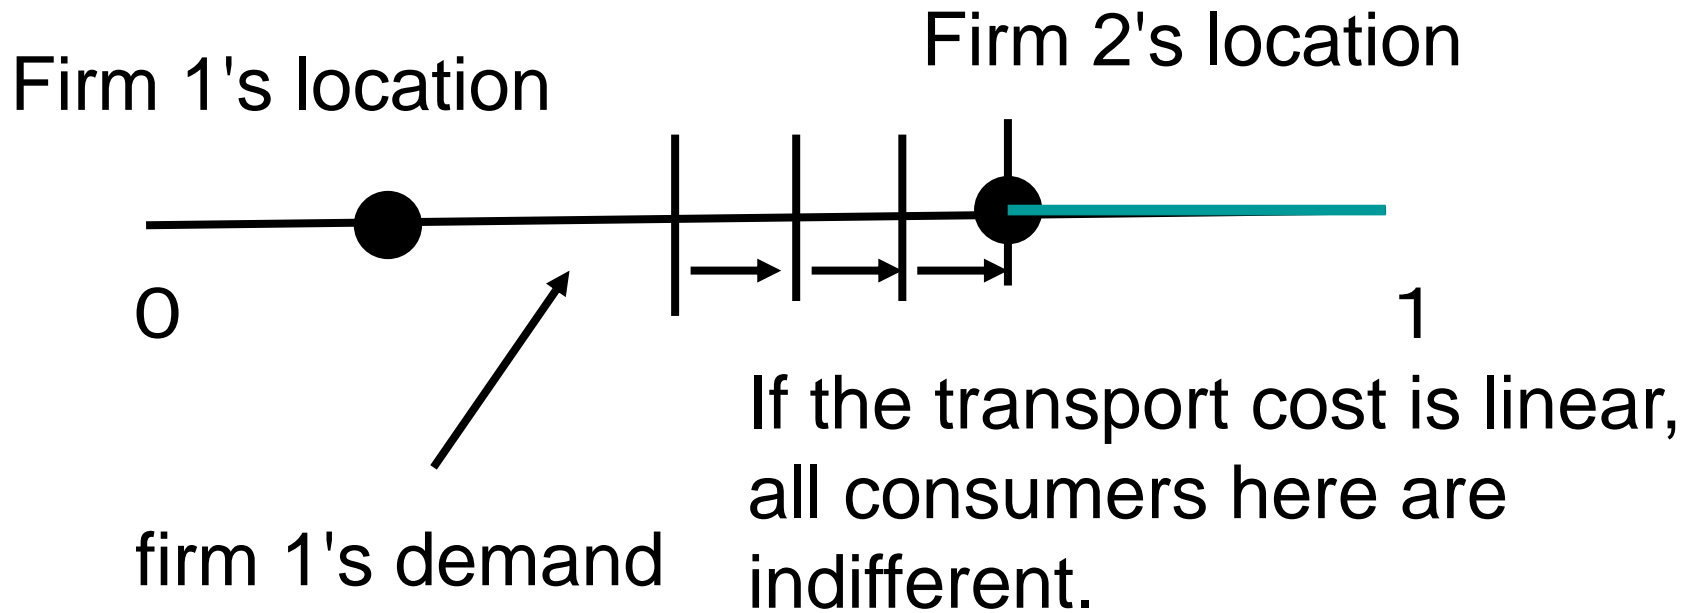 Firm 1's location
Firm 2's location
0
1
If the transport cost is linear,
all consumers here are
indifferent.
firm 1's demand